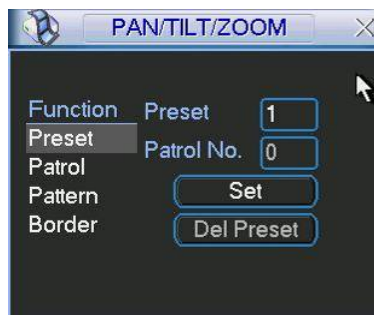 PAN/TILT/ZOOM
Function
Preset
Patrol
Pattern
Border
Preset 1
Patrol No. 0
Set
Del Preset